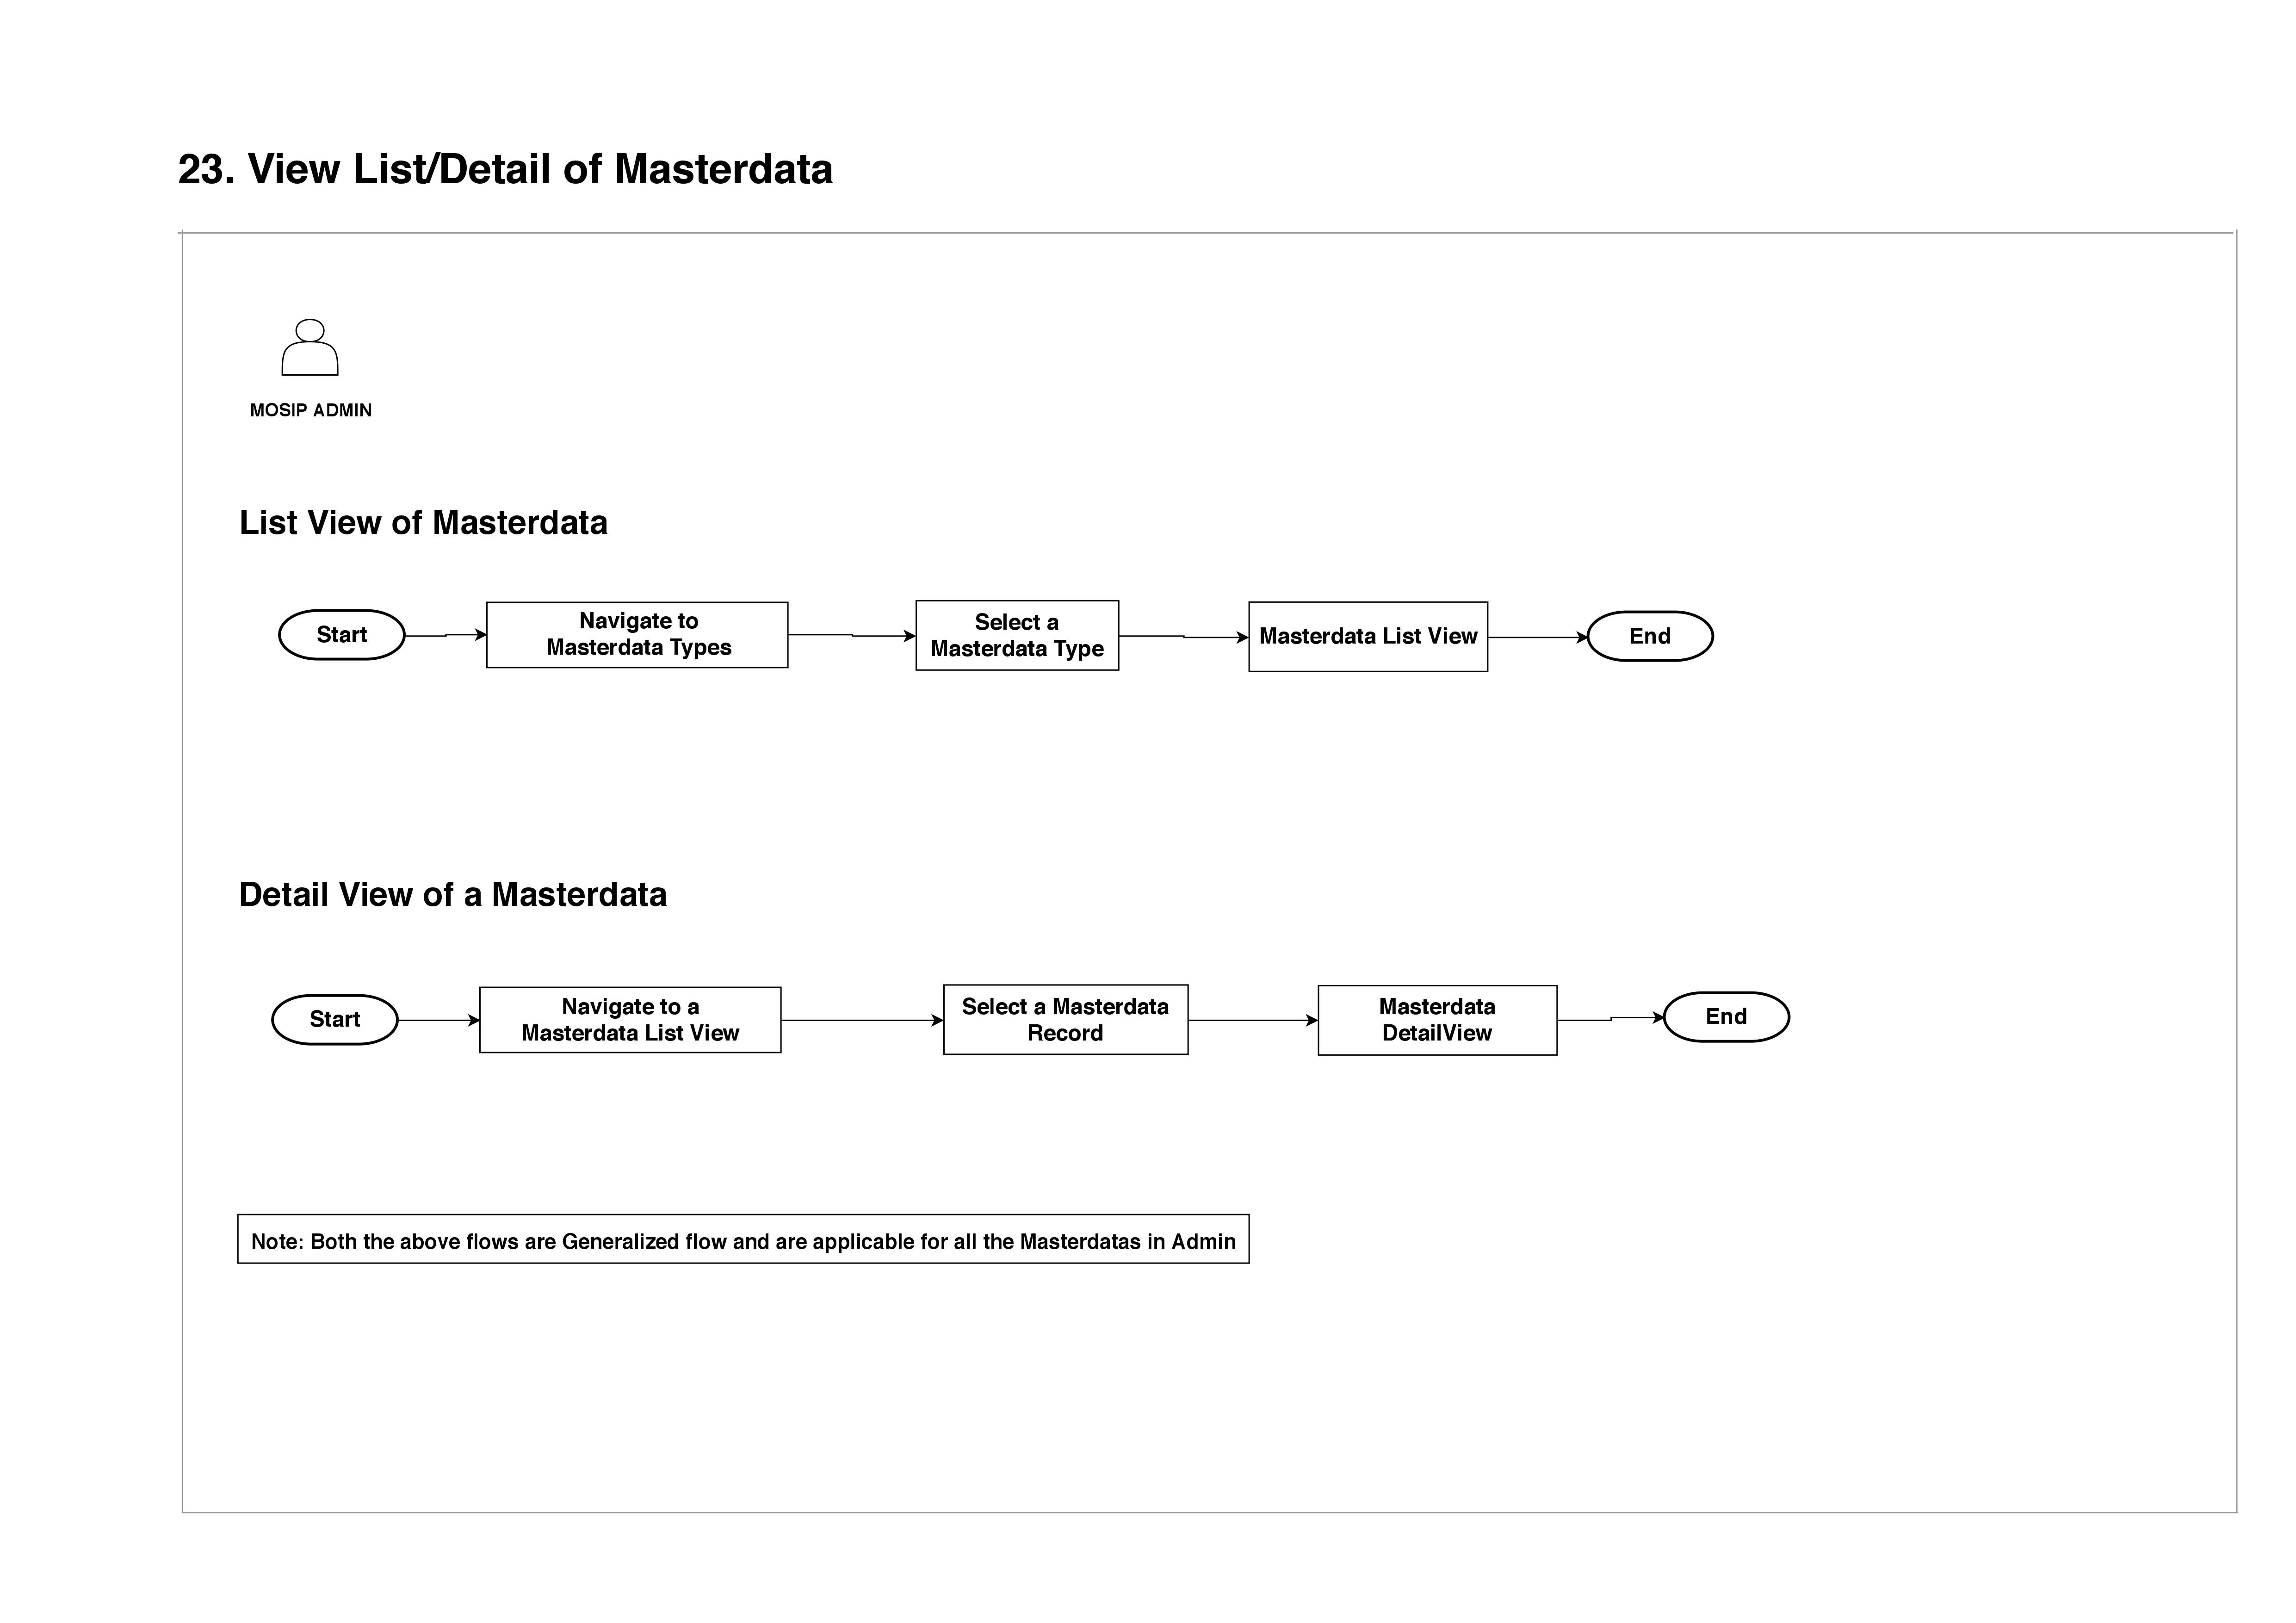 23. View List/Detail of Masterdata
MOSIP ADMIN
List View of Masterdata
Start
Navigate to
Masterdata Types
Select a
Masterdata Type
Masterdata List View
End
Detail View of a Masterdata
Start
Navigate to a
Masterdata List View
Select a Masterdata
Record
Masterdata
DetailView
End
Note: Both the above flows are Generalized flow and are applicable for all the Masterdatas in Admin